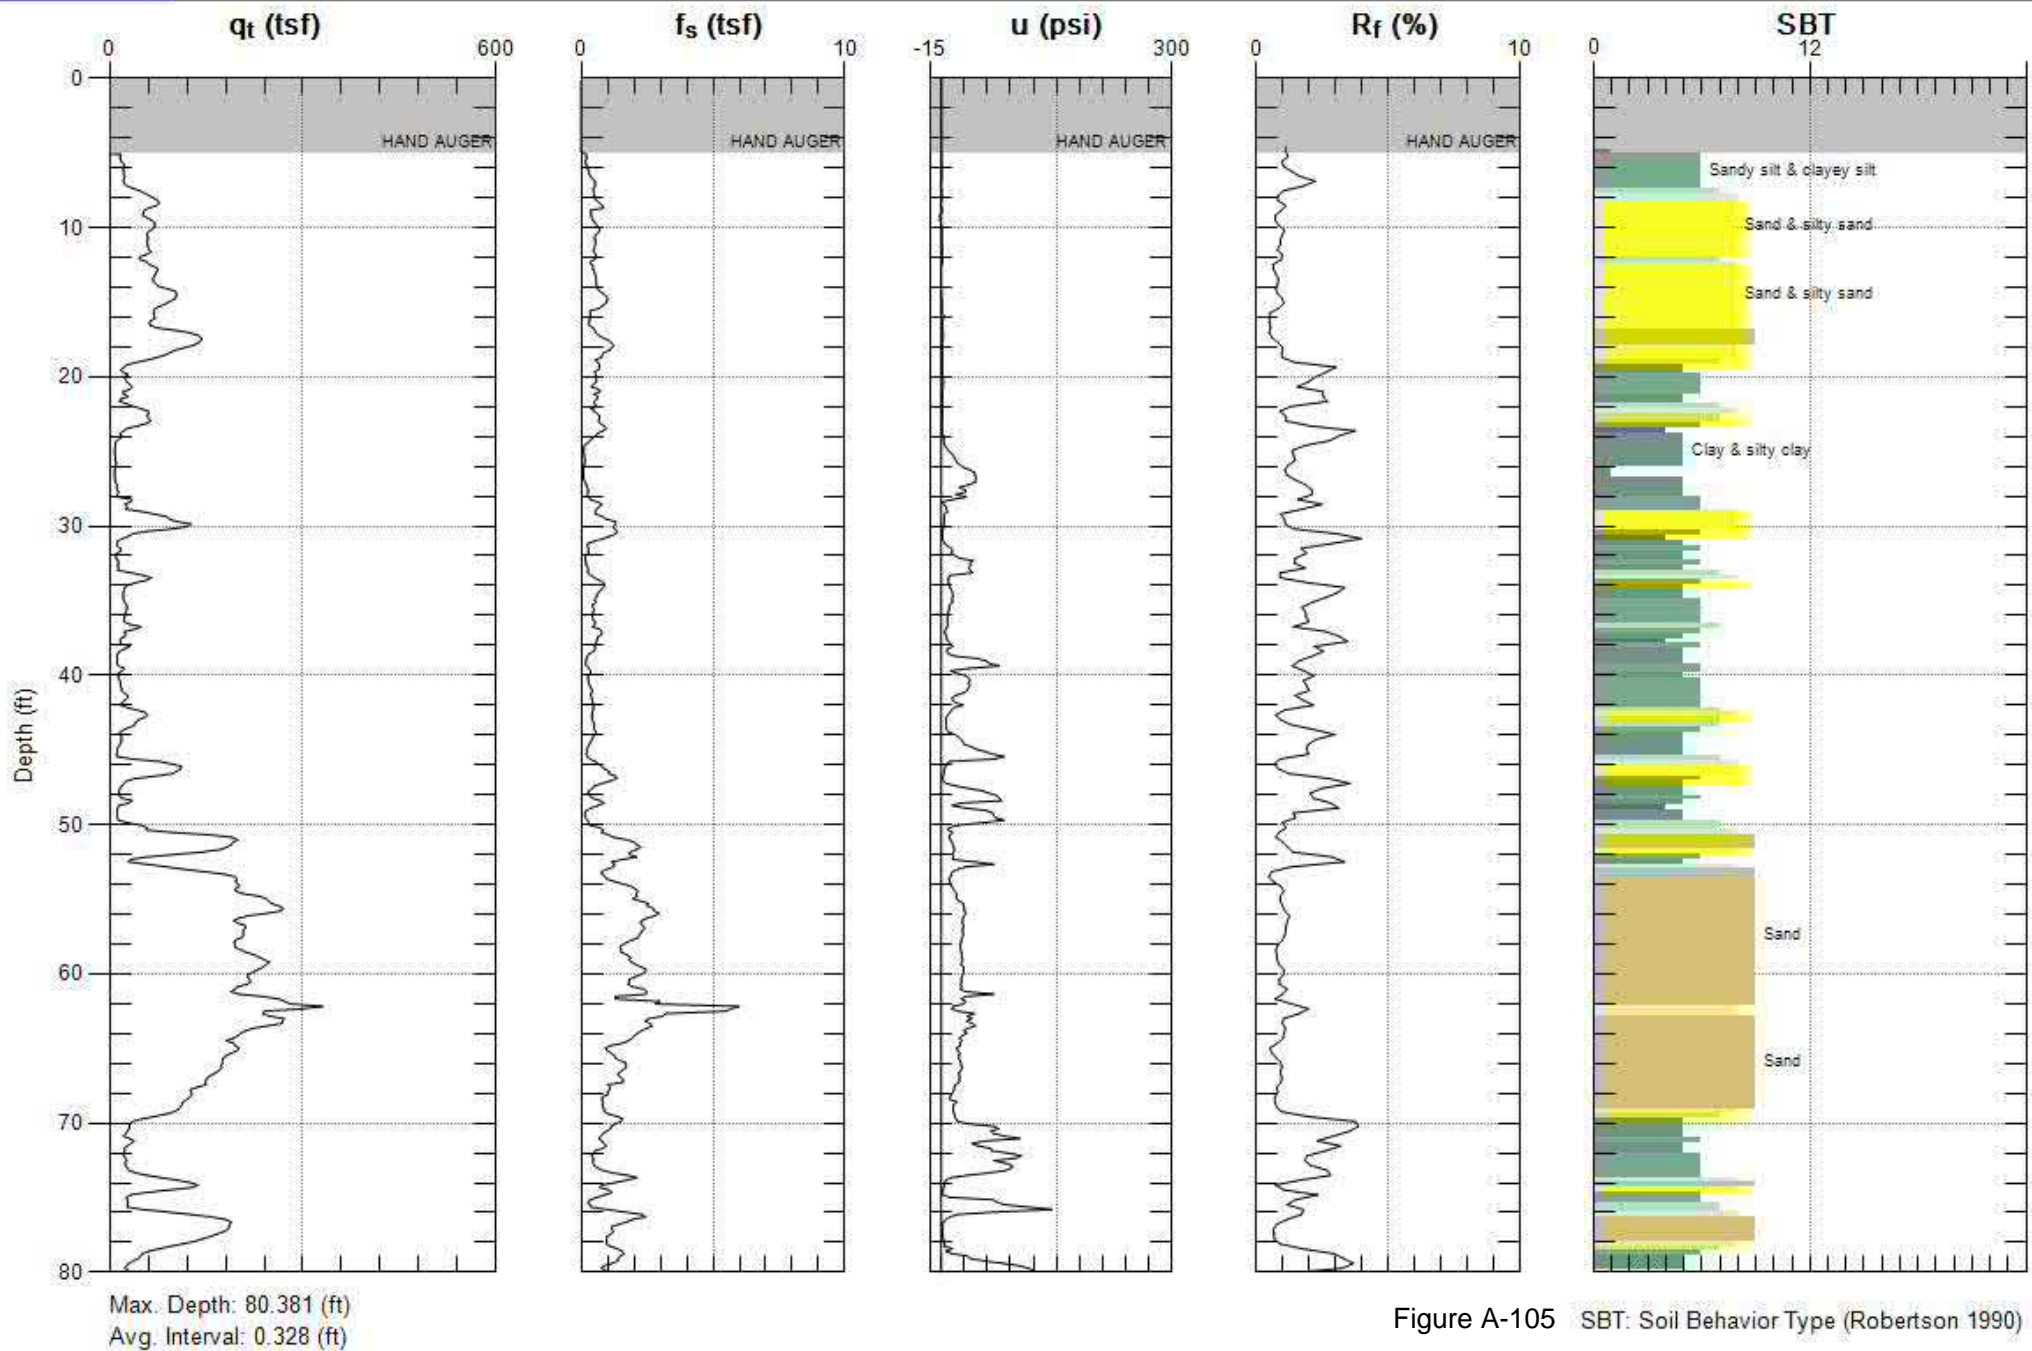 qt (tsf) fs (tsf) u (psi) Rf (%) SBT
0 600 0 10 -15 300 0 10 0 12
0
HAND AUGER HAND AUGER HAND AUGER HAND AUGER
Sandy silt & clayey silt
10
Sand & silty sand
Sand & silty sand
20
Clay & silty clay
30
40
Depth (ft)
50
Sand
60
Sand
70
80
Max. Depth: 80.381 (ft)
Avg. Interval: 0.328 (ft)
Figure A-105 SBT: Soil Behavior Type (Robertson 1990)